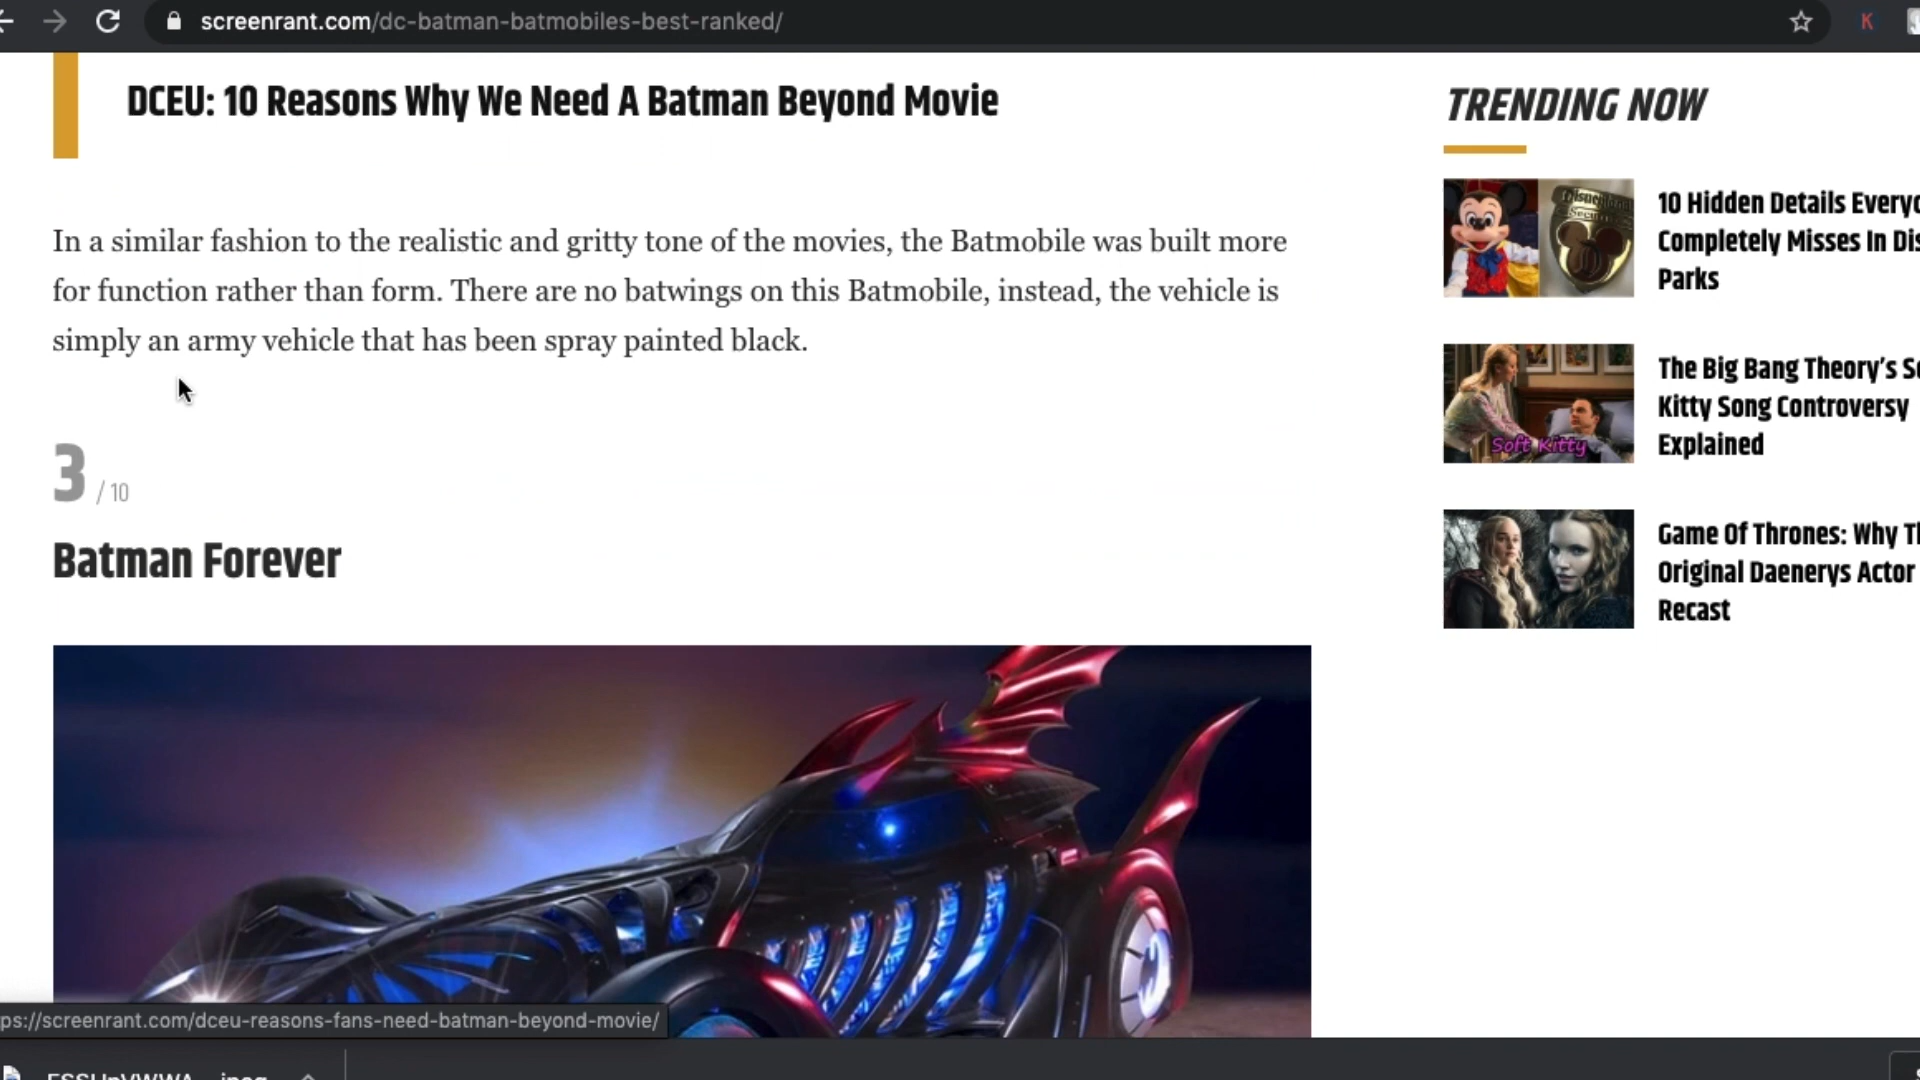 screenrant.com/dc-batman-batmobiles-best-ranked/
K
DCEU: 10 Reasons Why We Need A Batman Beyond Movie
In a similar fashion to the realistic and gritty tone of the movies, the Batmobile was built more
for function rather than form. There are no batwings on this Batmobile, instead, the vehicle is
simply an army vehicle that has been spray painted black.
3 / 10
Batman Forever
TRENDING NOW
10 Hidden Details Everyo
Completely Misses In Dis
Parks
The Big Bang Theory's So
Kitty Song Controversy
Explained
Soft Kitty
Game Of Thrones: Why Th
Original Daenerys Actor
Recast
ps://screenrant.com/dceu-reasons-fans-need-batman-beyond-movie/